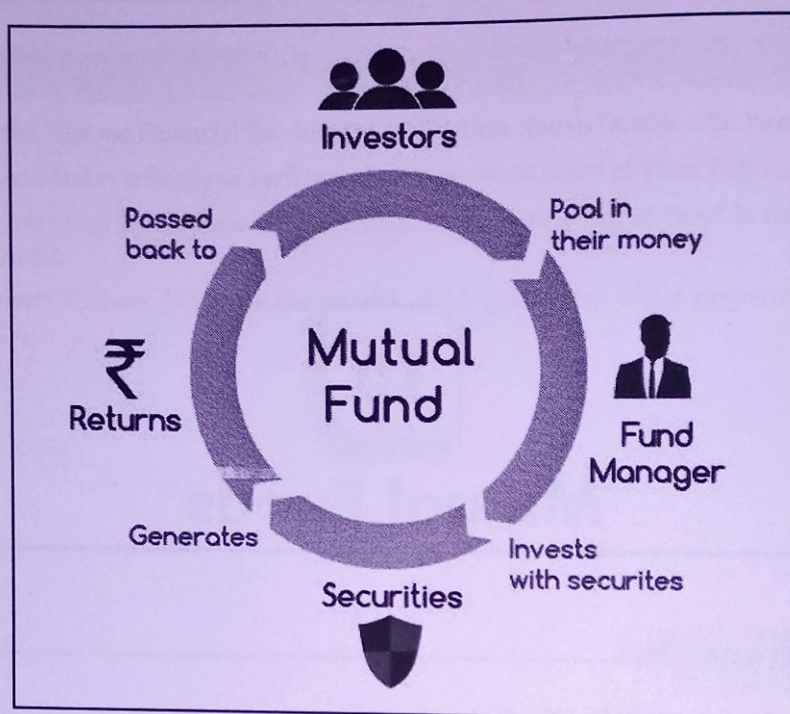 Investors
Pool in
their money
Fund
Manager
Invests
with securites
Securities
Generates
₹
Returns
Passed
back to
Mutual
Fund